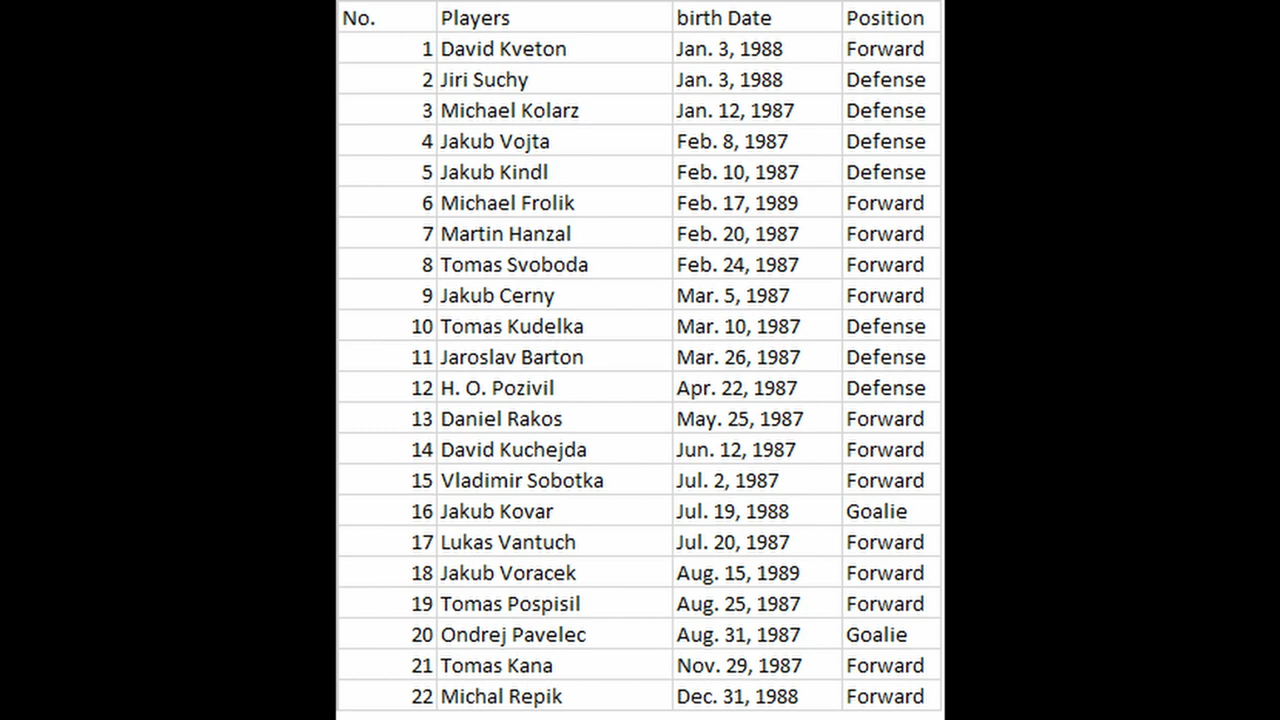 No. Players birth Date Position
1 David Kveton Jan. 3, 1988 Forward
2 Jiri Suchy Jan. 3, 1988 Defense
3 Michael Kolarz Jan. 12, 1987 Defense
4 Jakub Vojta Feb. 8, 1987 Defense
5 Jakub Kindl Feb. 10, 1987 Defense
6 Michael Frolik Feb. 17, 1989 Forward
7 Martin Hanzal Feb. 20, 1987 Forward
8 Tomas Svoboda Feb. 24, 1987 Forward
9 Jakub Cerny Mar. 5, 1987 Forward
10 Tomas Kudelka Mar. 10, 1987 Defense
11 Jaroslav Barton Mar. 26, 1987 Defense
12 H. O. Pozivil Apr. 22, 1987 Defense
13 Daniel Rakos May. 25, 1987 Forward
14 David Kuchejda Jun. 12, 1987 Forward
15 Vladimir Sobotka Jul. 2, 1987 Forward
16 Jakub Kovar Jul. 19, 1988 Goalie
17 Lukas Vantuch Jul. 20, 1987 Forward
18 Jakub Voracek Aug. 15, 1989 Forward
19 Tomas Pospisil Aug. 25, 1987 Forward
20 Ondrej Pavelec Aug. 31, 1987 Goalie
21 Tomas Kana Nov. 29, 1987 Forward
22 Michal Repik Dec. 31, 1988 Forward